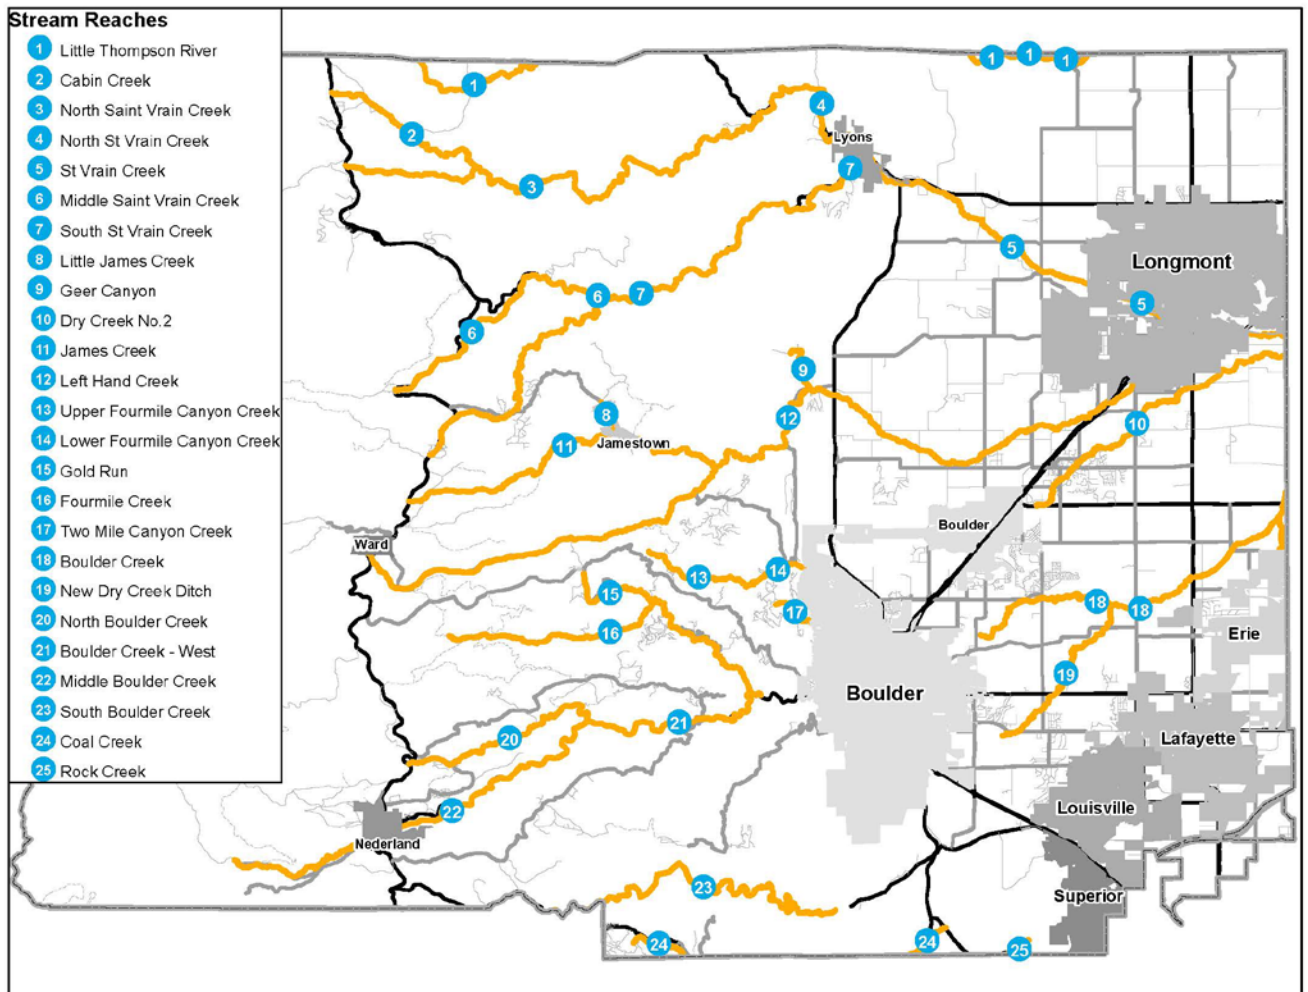 Stream Reaches
1 Little Thompson River
2 Cabin Creek
3 North Saint Vrain Creek
4 North St Vrain Creek
5 St Vrain Creek
6 Middle Saint Vrain Creek
7 South St Vrain Creek
8 Little James Creek
9 Geer Canyon
10 Dry Creek No.2
11 James Creek
12 Left Hand Creek
13 Upper Fourmile Canyon Creek
14 Lower Fourmile Canyon Creek
15 Gold Run
16 Fourmile Creek
17 Two Mile Canyon Creek
18 Boulder Creek
19 New Dry Creek Ditch
20 North Boulder Creek
21 Boulder Creek - West
22 Middle Boulder Creek
23 South Boulder Creek
24 Coal Creek
25 Rock Creek
1
1
1
1
2
4
Lyons
3
7
5
Longmont
6
7
5
6
9
8
12
10
Jamestown
11
Boulder
Ward
13
14
15
17
18
18
16
Erie
19
Boulder
21
20
Lafayette
22
Louisville
Nederland
23
Superior
24
24
25